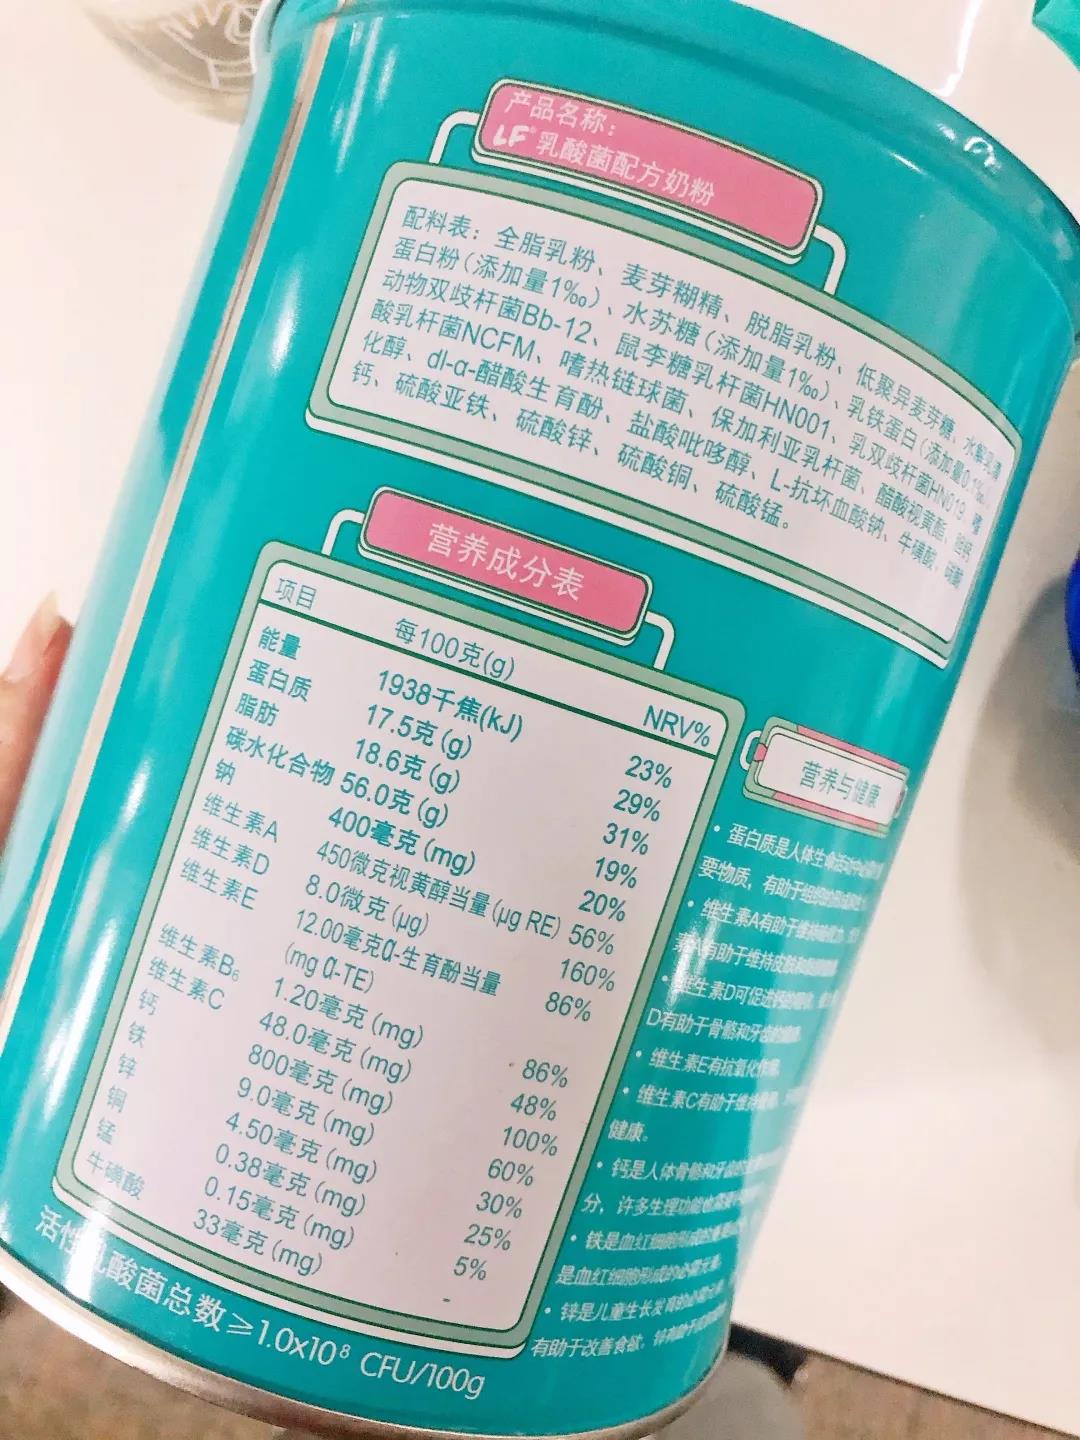 产品名称：
LF® 乳酸菌配方奶粉
配料表：全脂乳粉、麦芽糊精、脱脂乳粉、低聚异麦芽糖、水解乳清
蛋白粉（添加量1‰）、水苏糖（添加量1‰）、乳铁蛋白（添加量0.1‰）、
动物双歧杆菌Bb-12、鼠李糖乳杆菌HN001、乳双歧杆菌HN019、嗜
酸乳杆菌NCFM、嗜热链球菌、保加利亚乳杆菌、醋酸视黄酯、胆钙
化醇、dl-α-醋酸生育酚、盐酸吡哆醇、L-抗坏血酸钠、牛磺酸、碳酸
钙、硫酸亚铁、硫酸锌、硫酸铜、硫酸锰。
营养成分表
项目 每100克(g) NRV%
能量 1938千焦(kJ) 23%
蛋白质 17.5克(g) 29%
脂肪 18.6克(g) 31%
碳水化合物 56.0克(g) 19%
钠 400毫克(mg) 20%
维生素A 450微克视黄醇当量(μg RE) 56%
维生素D 8.0微克(μg) 160%
维生素E 12.00毫克α-生育酚当量 86%
(mg α-TE)
维生素B₆ 1.20毫克(mg) 86%
维生素C 48.0毫克(mg) 48%
钙 800毫克(mg) 100%
铁 9.0毫克(mg) 60%
锌 4.50毫克(mg) 30%
铜 0.38毫克(mg) 25%
锰 0.15毫克(mg) 5%
牛磺酸 33毫克(mg) -
活性乳酸菌总数≥1.0x10⁸ CFU/100g
营养与健康
• 蛋白质是人体生命活动中必
要物质，有助于组织的形成和
• 维生素A有助于维持暗视力
素A有助于维持皮肤和
• 维生素D可促进钙的吸收
D有助于骨骼和牙齿的健康。
• 维生素E有抗氧化作用。
• 维生素C有助于维持
健康。
• 钙是人体骨骼和牙齿的
分，许多生理功能也需
• 铁是血红细胞形成的
是血红细胞形成的必需元素。
• 锌是儿童生长发育的必需元素
有助于改善食欲。锌有助于